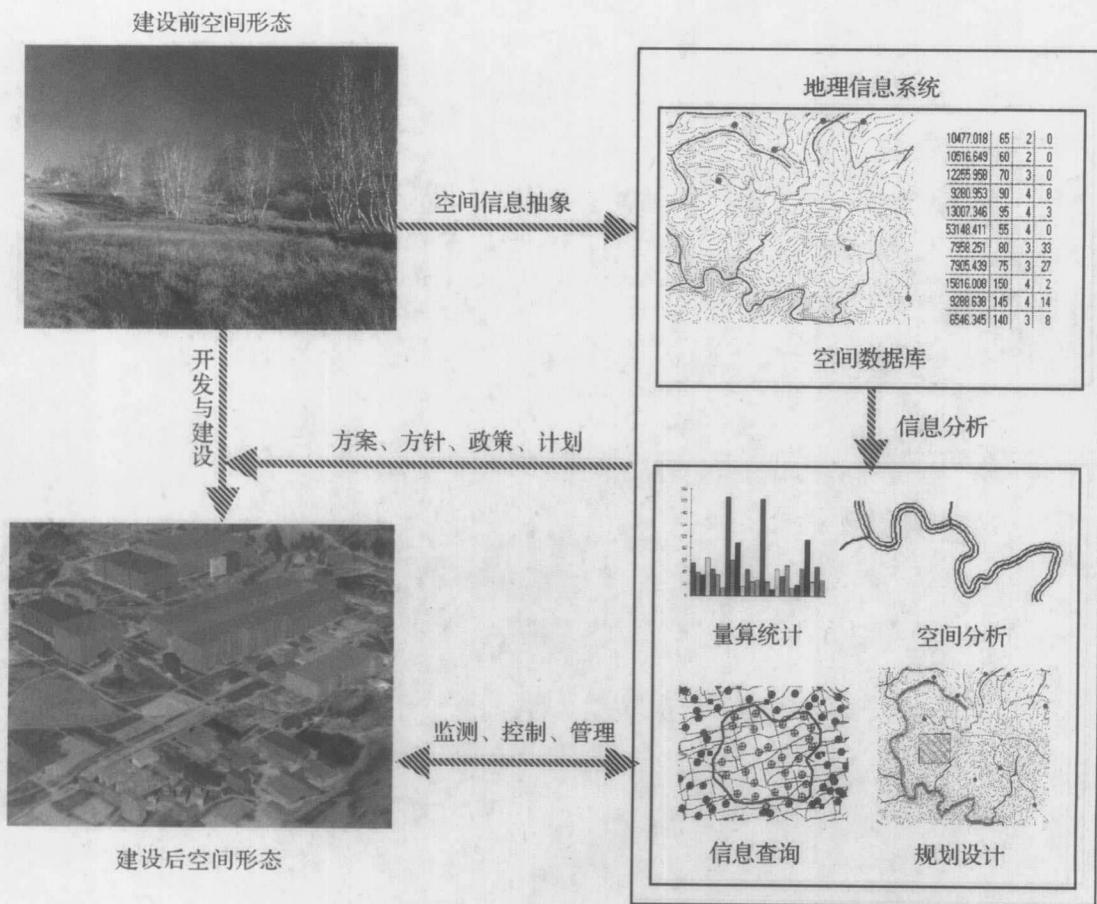 建设前空间形态
地理信息系统
10477.018 65 2 0
10516.649 60 2 0
12255.958 70 3 0
9280.953 90 4 8
13007.346 95 4 3
53148.411 55 4 0
7958.251 80 3 33
7905.439 75 3 27
15816.008 150 4 2
9288.638 145 4 14
6546.345 140 3 8
空间信息抽象
空间数据库
开发与建设
信息分析
方案、方针、政策、计划
量算统计
空间分析
监测、控制、管理
信息查询
规划设计
建设后空间形态